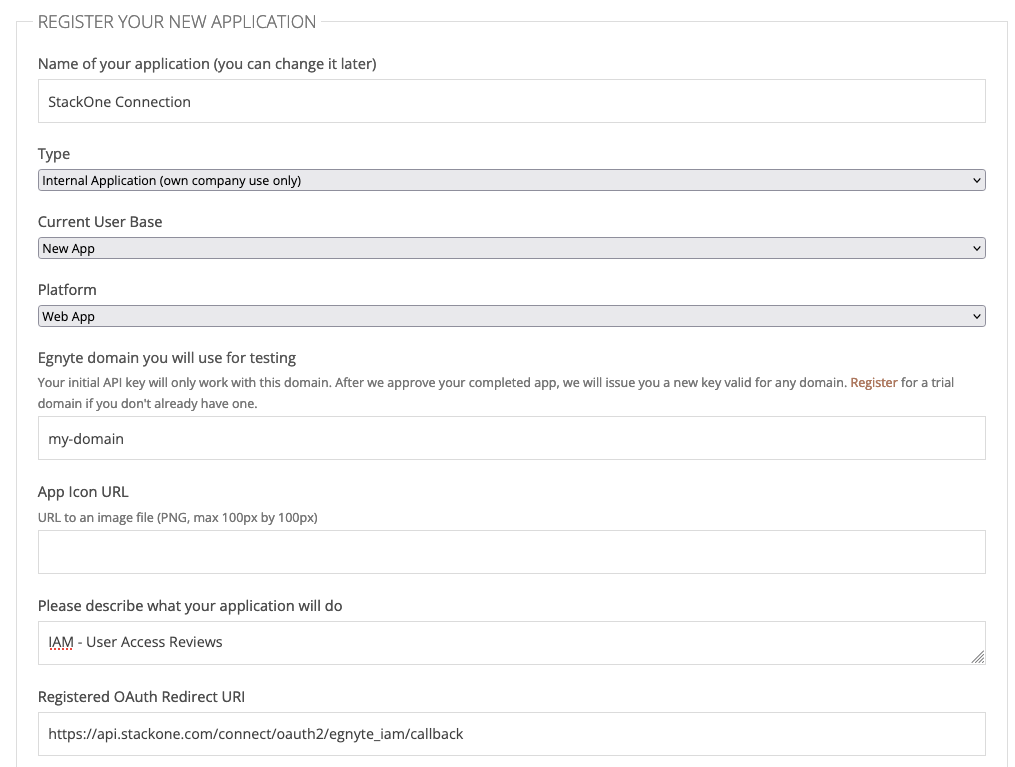 REGISTER YOUR NEW APPLICATION
Name of your application (you can change it later)
StackOne Connection
Type
Internal Application (own company use only)
Current User Base
New App
Platform
Web App
Egnyte domain you will use for testing
Your initial API key will only work with this domain. After we approve your completed app, we will issue you a new key valid for any domain. Register for a trial
domain if you don't already have one.
my-domain
App Icon URL
URL to an image file (PNG, max 100px by 100px)
Please describe what your application will do
IAM - User Access Reviews
Registered OAuth Redirect URI
https://api.stackone.com/connect/oauth2/egnyte_iam/callback